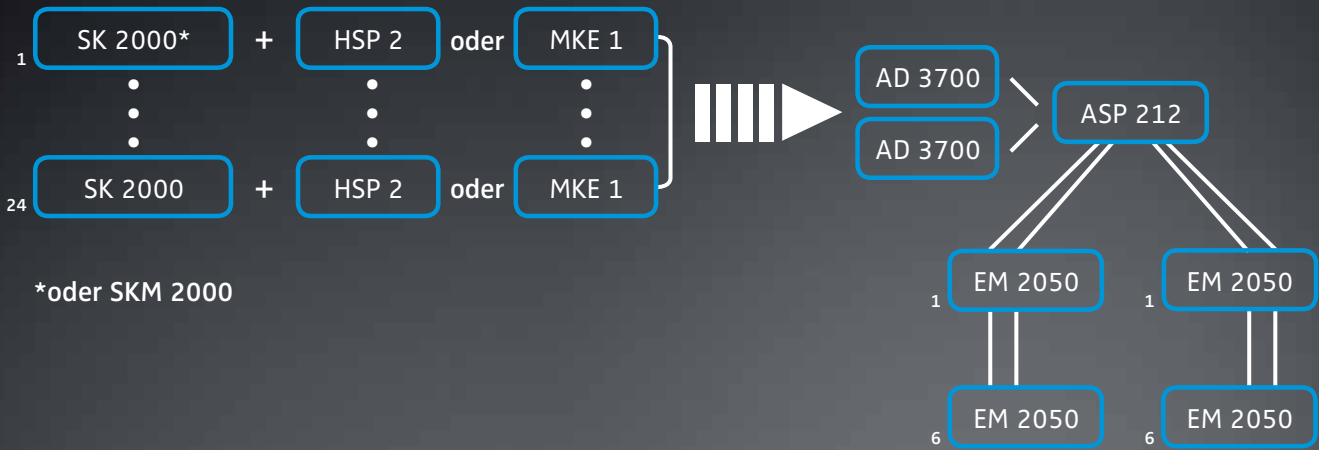 1 SK 2000* + HSP 2 oder MKE 1
24 SK 2000 + HSP 2 oder MKE 1
*oder SKM 2000
AD 3700
AD 3700
ASP 212
1 EM 2050
1 EM 2050
6 EM 2050
6 EM 2050